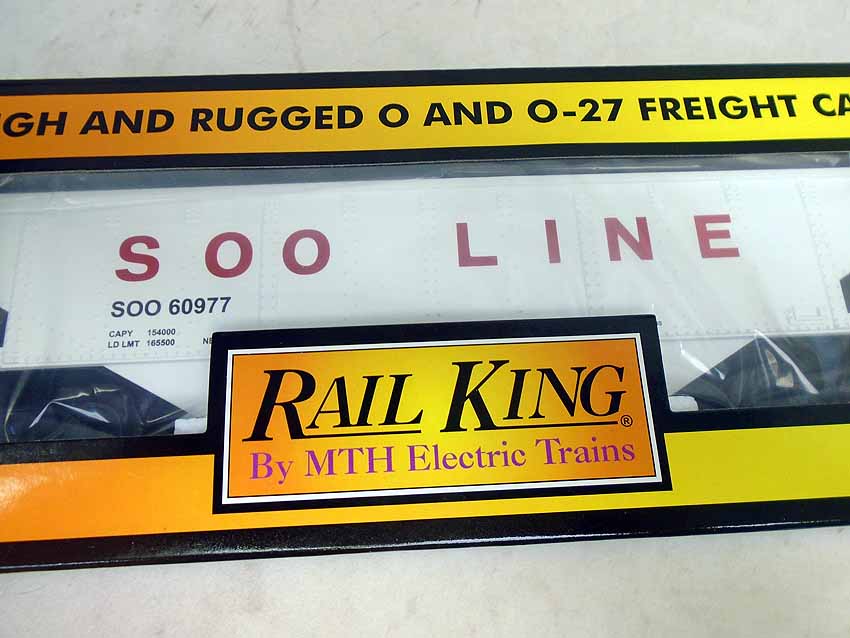 GH AND RUGGED O AND O-27 FREIGHT CA
SOO LINE
SOO 60977
CAPY 154000
LD LMT 165500
RAIL KING®
By MTH Electric Trains